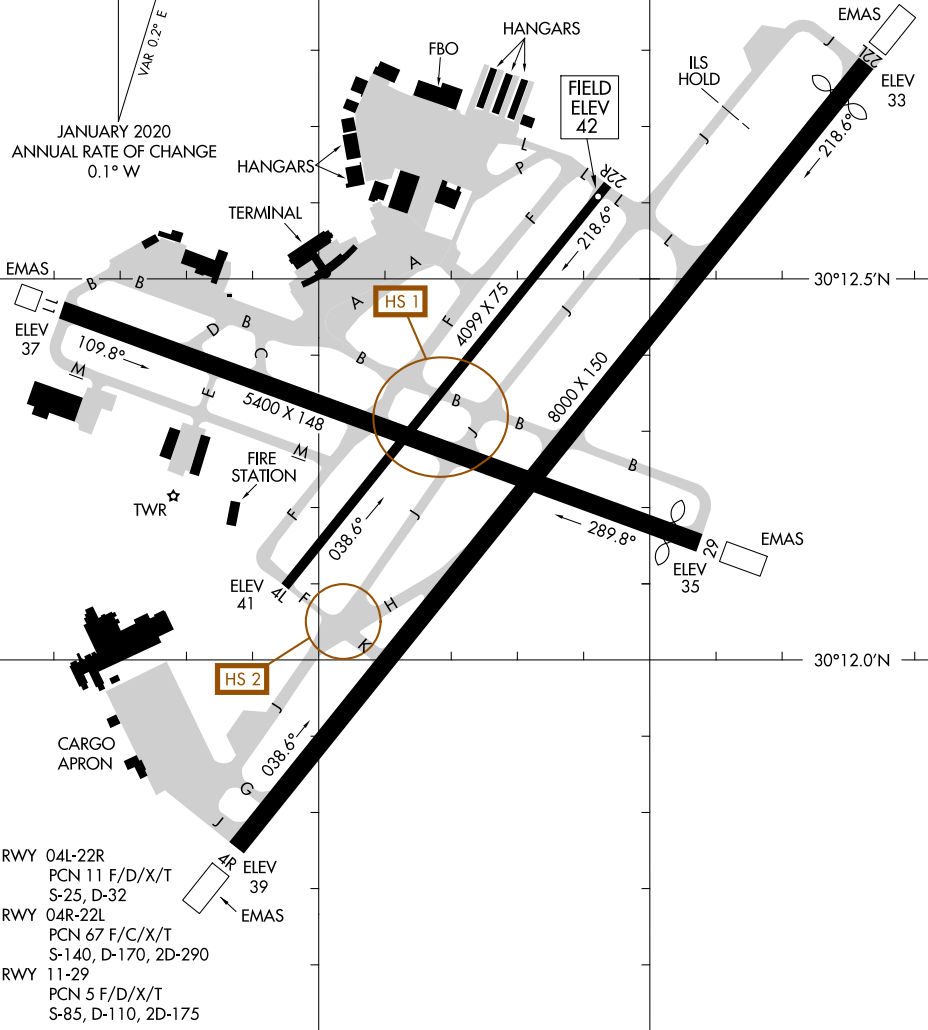 VAR 0.2° E
JANUARY 2020
ANNUAL RATE OF CHANGE
0.1° W
HANGARS
FBO
HANGARS
TERMINAL
FIELD
ELEV
42
ILS
HOLD
EMAS
J
22L
ELEV
33
218.6°
J
L
P
L
22R
L
F
218.6°
L
30°12.5'N
EMAS
11
ELEV
37
B
B
A
A
HS 1
F
4099 X 75
J
D
B
C
B
109.8°
M
E
5400 X 148
B
J
B
8000 X 150
B
M
FIRE
STATION
TWR
F
038.6°
J
289.8°
29
EMAS
ELEV
35
ELEV
41
4L
F
H
K
HS 2
30°12.0'N
CARGO
APRON
J
038.6°
G
J
4R
ELEV
39
EMAS
RWY 04L-22R
PCN 11 F/D/X/T
S-25, D-32
RWY 04R-22L
PCN 67 F/C/X/T
S-140, D-170, 2D-290
RWY 11-29
PCN 5 F/D/X/T
S-85, D-110, 2D-175